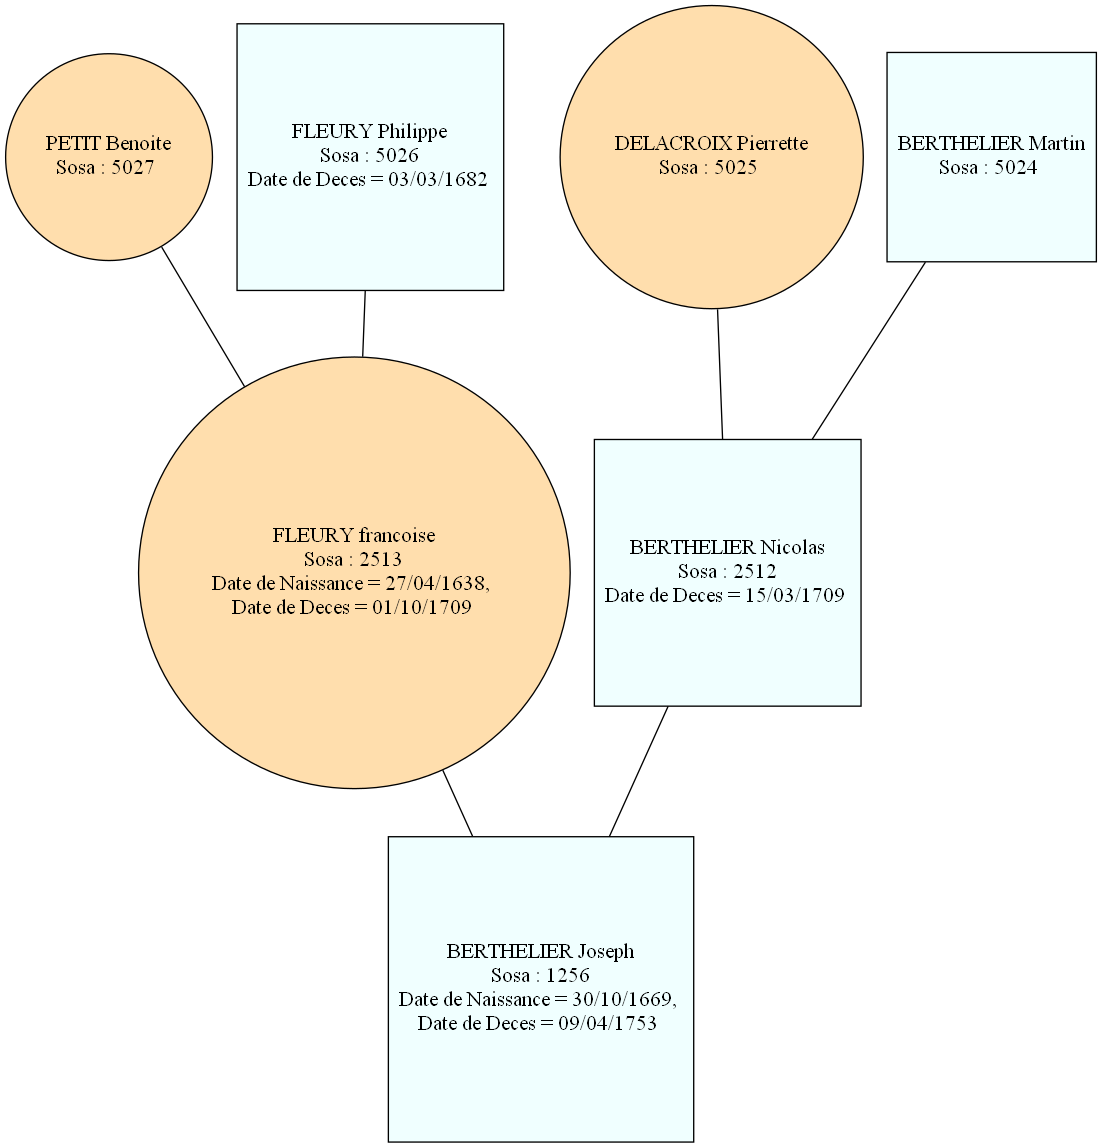 PETIT Benoite
Sosa : 5027
FLEURY Philippe
Sosa : 5026
Date de Deces = 03/03/1682
DELACROIX Pierrette
Sosa : 5025
BERTHELIER Martin
Sosa : 5024
FLEURY francoise
Sosa : 2513
Date de Naissance = 27/04/1638,
Date de Deces = 01/10/1709
BERTHELIER Nicolas
Sosa : 2512
Date de Deces = 15/03/1709
BERTHELIER Joseph
Sosa : 1256
Date de Naissance = 30/10/1669,
Date de Deces = 09/04/1753